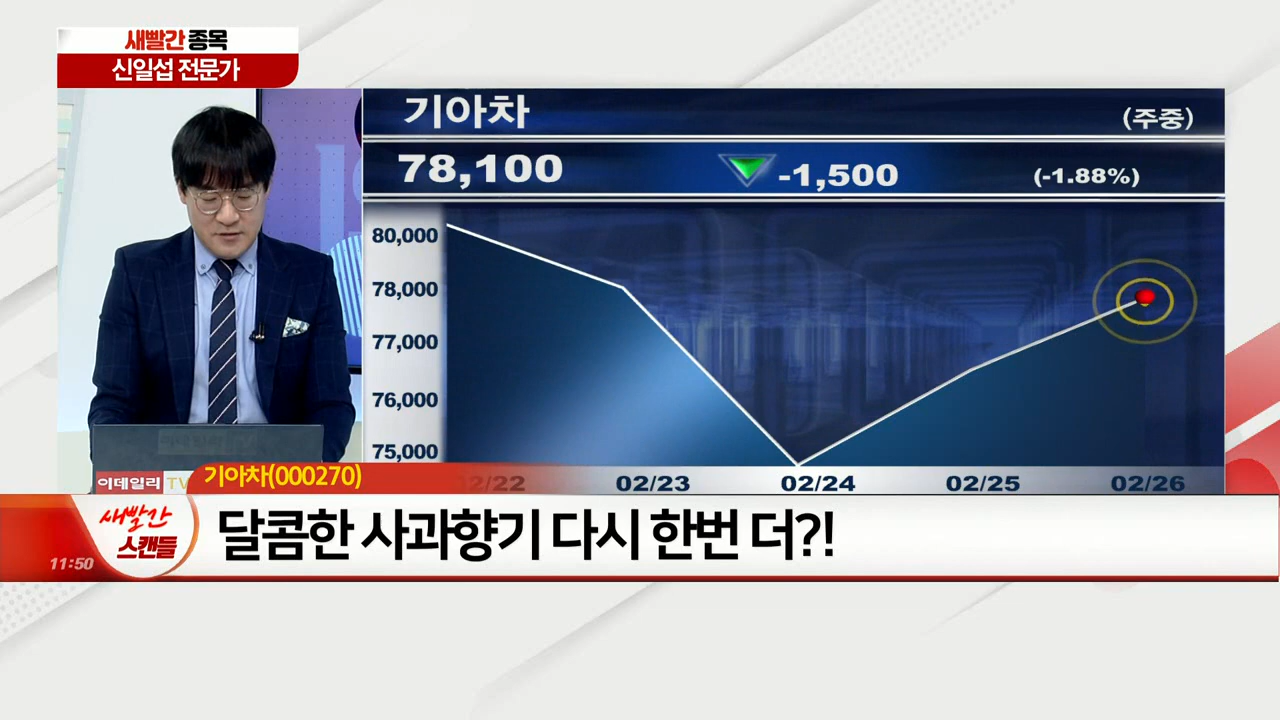 새빨간 종목
신일섭 전문가
기아차
(주중)
78,100
-1,500
(-1.88%)
80,000
78,000
77,000
76,000
75,000
02/23
02/24
02/25
02/26
이데일리 TV
기아차(000270)
새빨간
스캔들
11:50
달콤한 사과향기 다시 한번 더?!